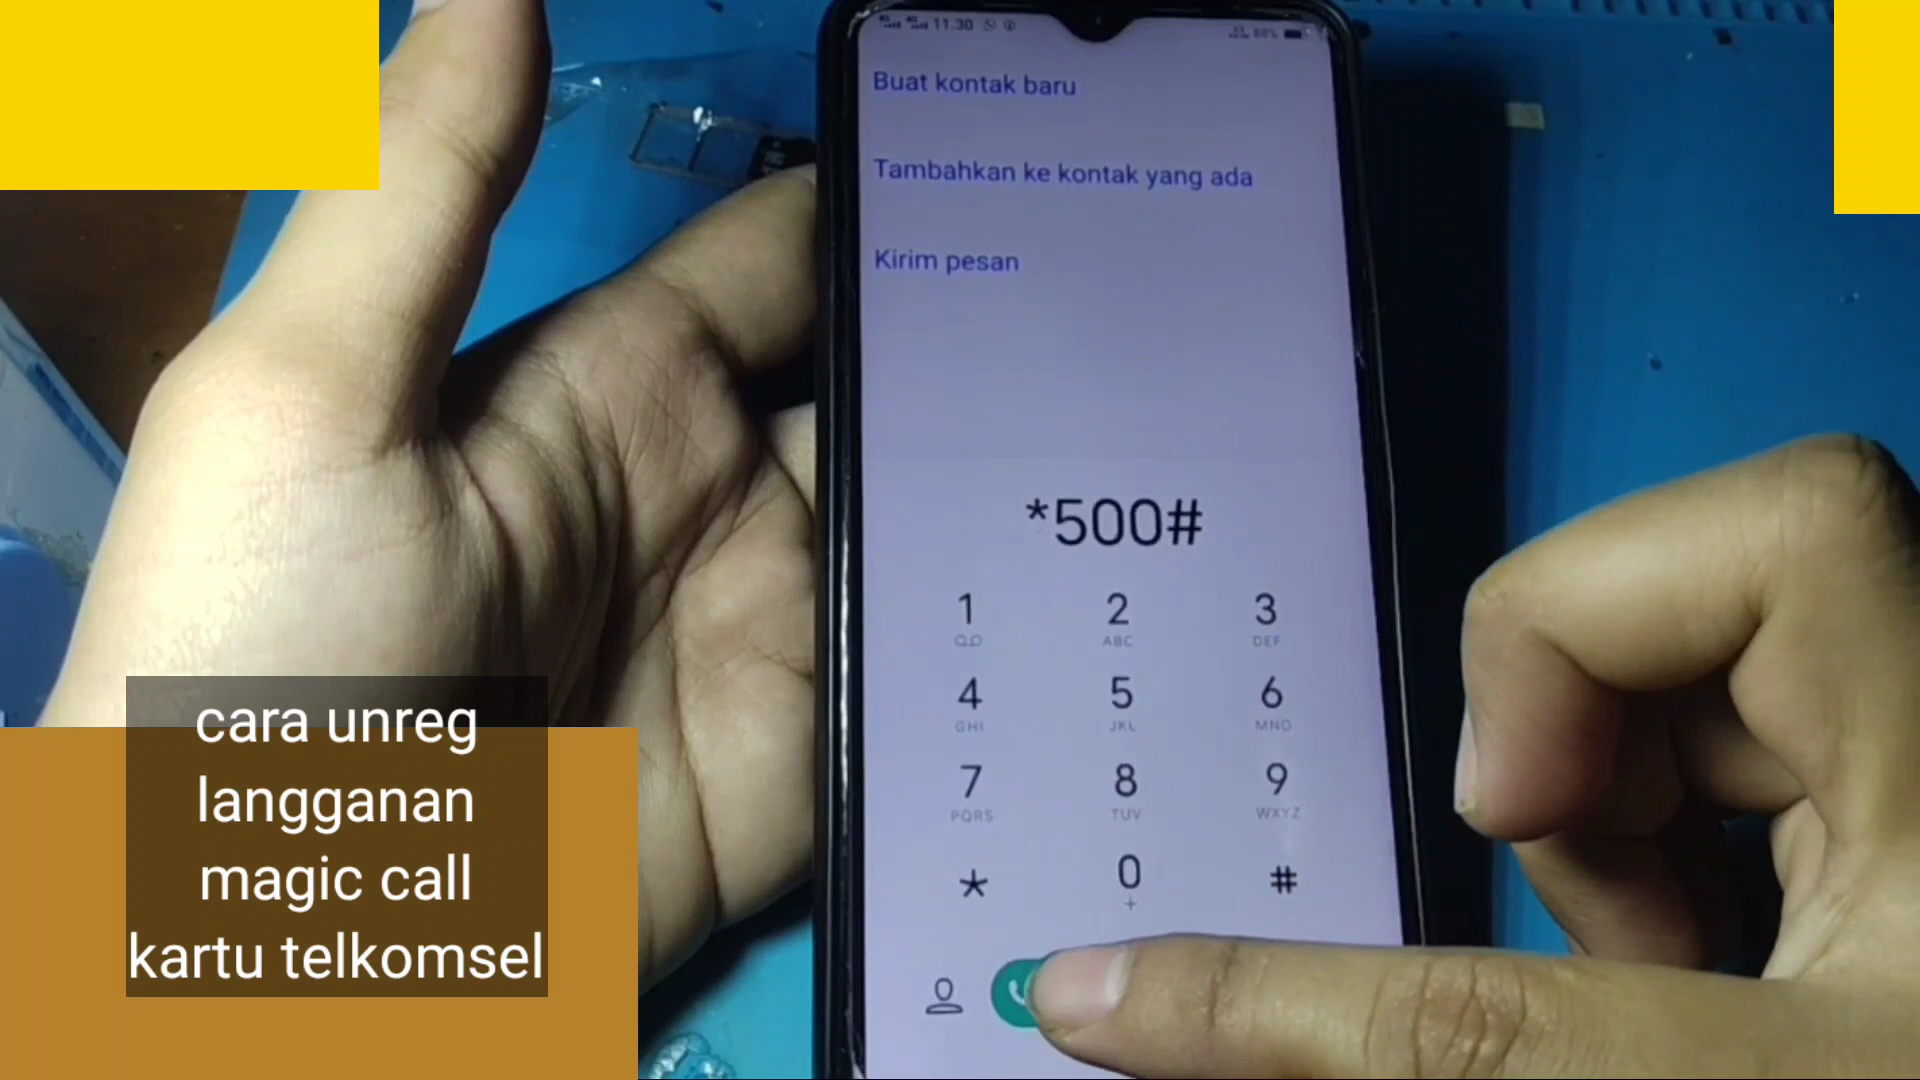 11.30
Buat kontak baru
Tambahkan ke kontak yang ada
Kirim pesan
*500#
1 2 3
ABC DEF
4 5 6
GHI JKL MNO
7 8 9
PQRS TUV WXYZ
* 0 #
+
cara unreg
langganan
magic call
kartu telkomsel